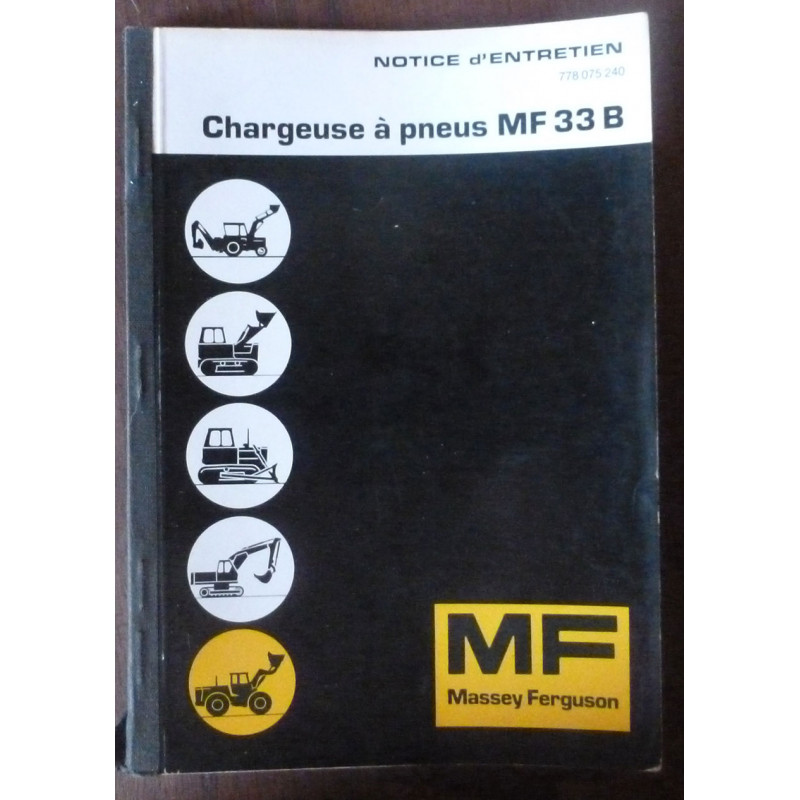 NOTICE d'ENTRETIEN
778 075 240
Chargeuse à pneus MF 33 B
MF
Massey Ferguson